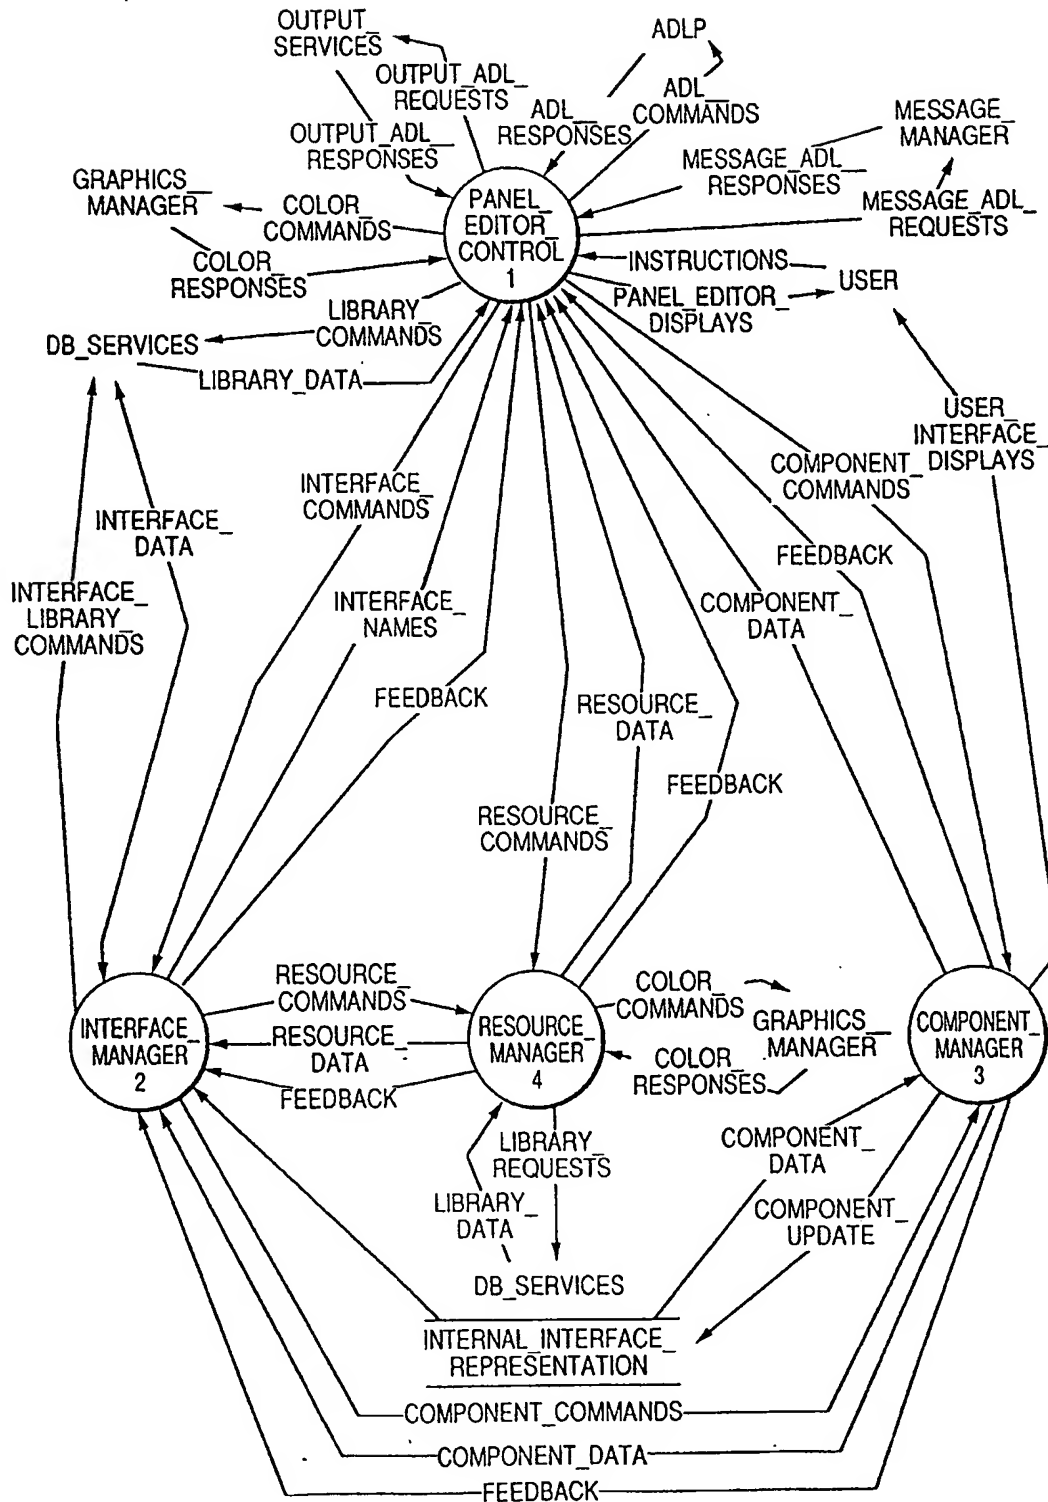 OUTPUT_
SERVICES
ADLP
OUTPUT_ADL_
REQUESTS
ADL_
COMMANDS
ADL_
RESPONSES
MESSAGE_
MANAGER
OUTPUT_ADL_
RESPONSES
MESSAGE_ADL_
RESPONSES
GRAPHICS_
MANAGER
COLOR_
COMMANDS
PANEL_
EDITOR_
CONTROL
1
MESSAGE_ADL_
REQUESTS
COLOR_
RESPONSES
INSTRUCTIONS
USER
PANEL_EDITOR_
DISPLAYS
LIBRARY_
COMMANDS
DB_SERVICES
LIBRARY_DATA
USER_
INTERFACE_
DISPLAYS
INTERFACE_
COMMANDS
COMPONENT_
COMMANDS
INTERFACE_
DATA
FEEDBACK
INTERFACE_
LIBRARY_
COMMANDS
INTERFACE_
NAMES
COMPONENT_
DATA
FEEDBACK
RESOURCE_
DATA
FEEDBACK
RESOURCE_
COMMANDS
RESOURCE_
COMMANDS
COLOR_
COMMANDS
INTERFACE_
MANAGER
2
RESOURCE_
DATA
RESOURCE_
MANAGER
4
GRAPHICS_
MANAGER
COMPONENT_
MANAGER
3
COLOR_
RESPONSES
FEEDBACK
LIBRARY_
REQUESTS
COMPONENT_
DATA
LIBRARY_
DATA
COMPONENT_
UPDATE
DB_SERVICES
INTERNAL_INTERFACE_
REPRESENTATION
COMPONENT_COMMANDS
COMPONENT_DATA
FEEDBACK